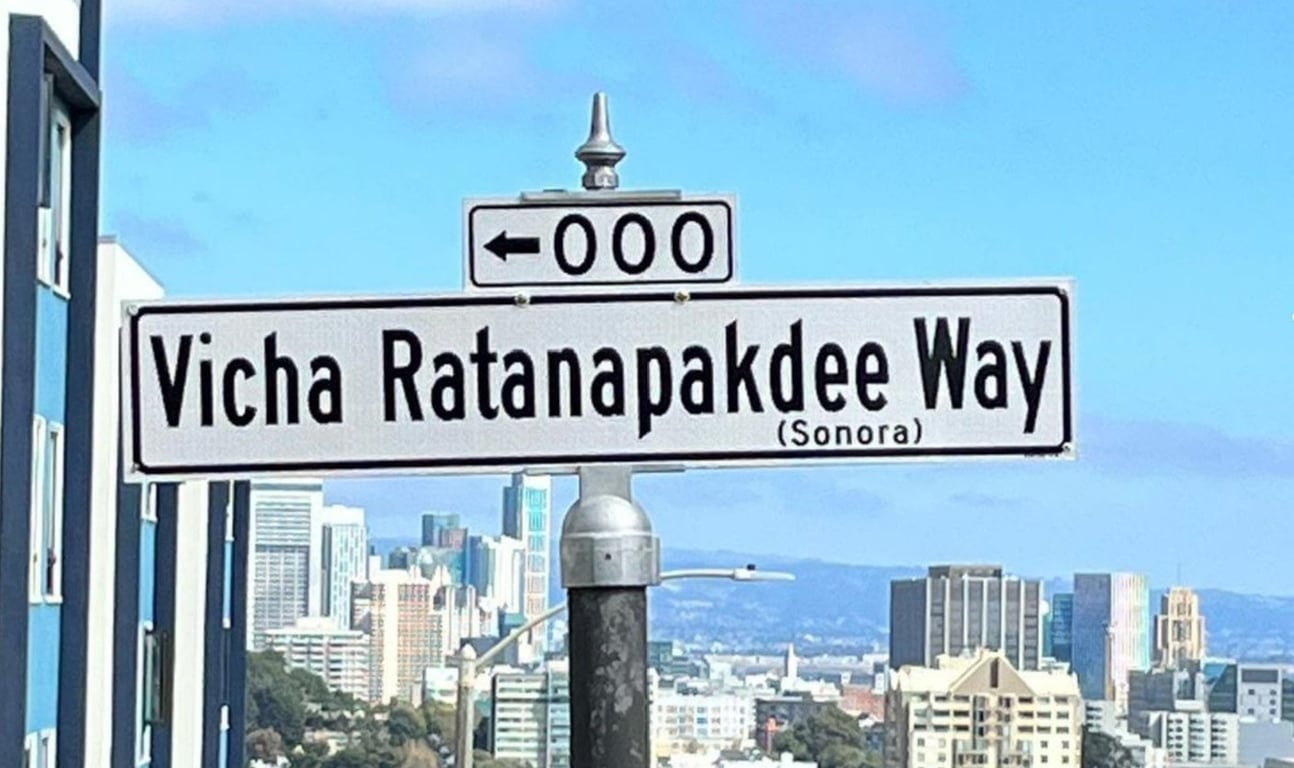 ←000
Vicha Ratanapakdee Way
(Sonora)